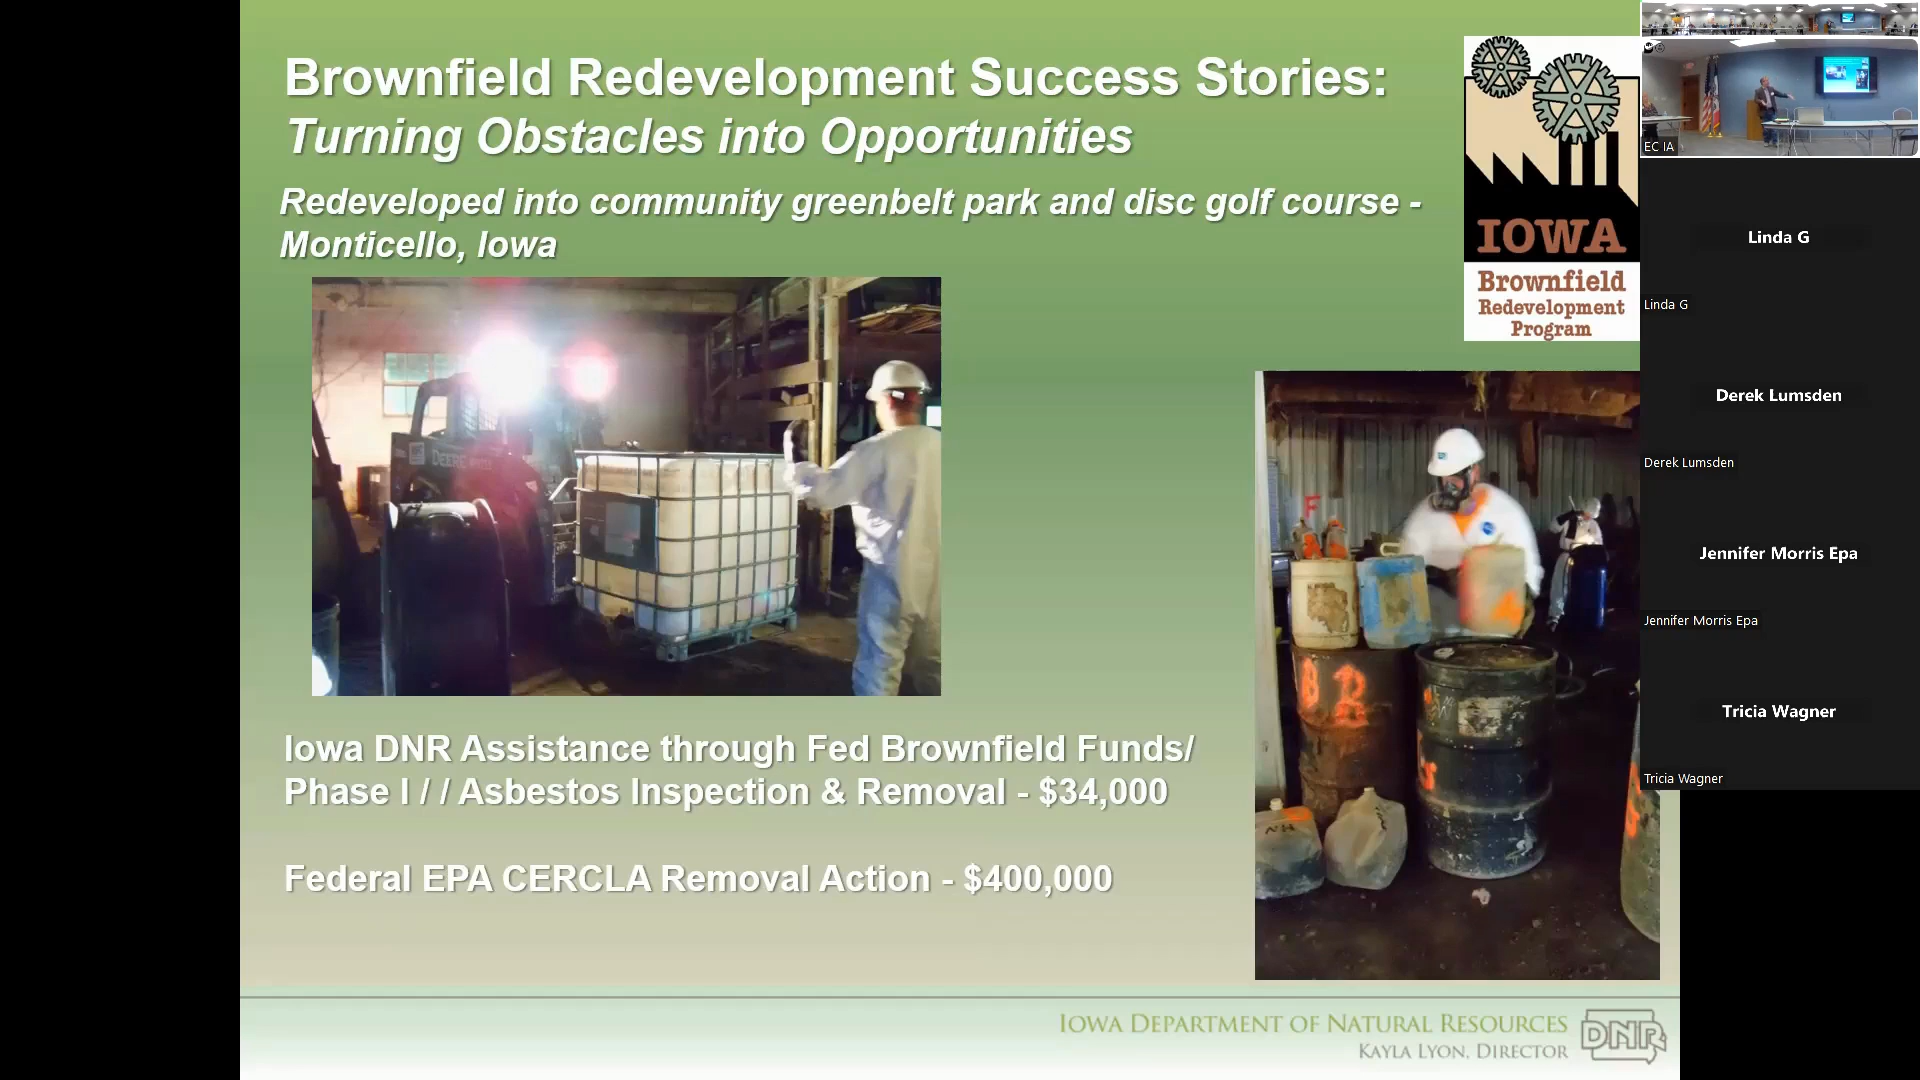 Brownfield Redevelopment Success Stories:
Turning Obstacles into Opportunities
Redeveloped into community greenbelt park and disc golf course -
Monticello, Iowa
IOWA
Brownfield
Redevelopment
Program
DEERE
F
BR
NH
Iowa DNR Assistance through Fed Brownfield Funds/
Phase I / / Asbestos Inspection & Removal - $34,000
Federal EPA CERCLA Removal Action - $400,000
IOWA DEPARTMENT OF NATURAL RESOURCES
KAYLA LYON, DIRECTOR
DNR
EC IA
Linda G
Linda G
Derek Lumsden
Derek Lumsden
Jennifer Morris Epa
Jennifer Morris Epa
Tricia Wagner
Tricia Wagner